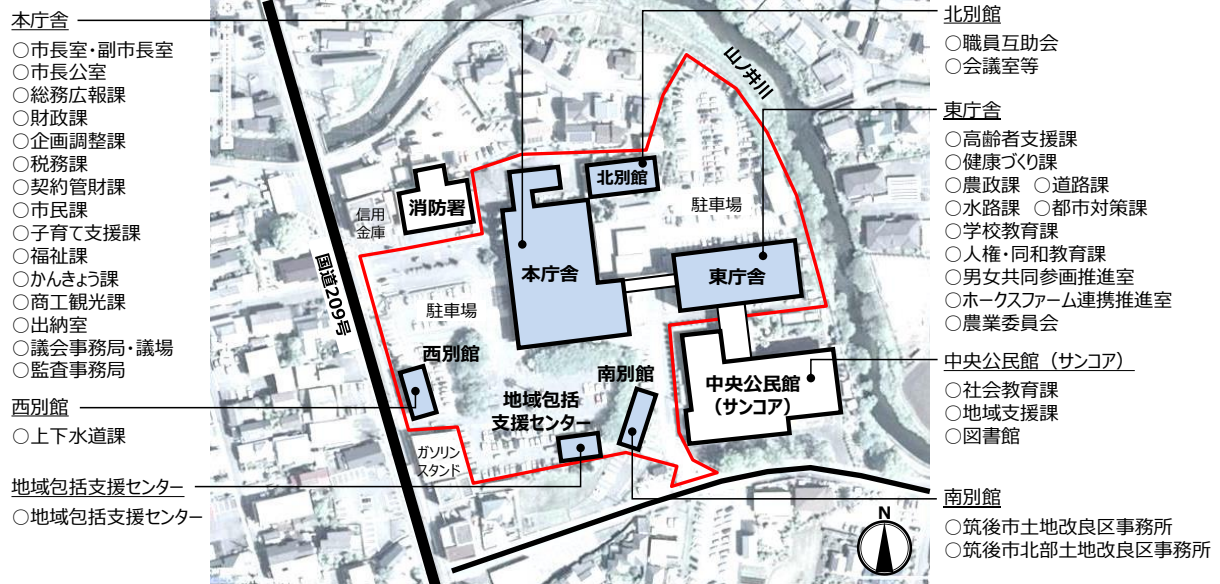 本庁舎
○市長室・副市長室
○市長公室
○総務広報課
○財政課
○企画調整課
○税務課
○契約管財課
○市民課
○子育て支援課
○福祉課
○かんきょう課
○商工観光課
○出納室
○議会事務局・議場
○監査事務局
西別館
○上下水道課
地域包括支援センター
○地域包括支援センター
山ノ井川
北別館
消防署
信用
金庫
駐車場
国道209号
本庁舎
東庁舎
駐車場
西別館
南別館
中央公民館
（サンコア）
地域包括
支援センター
ガソリン
スタンド
N
北別館
○職員互助会
○会議室等
東庁舎
○高齢者支援課
○健康づくり課
○農政課 ○道路課
○水路課 ○都市対策課
○学校教育課
○人権・同和教育課
○男女共同参画推進室
○ホークスファーム連携推進室
○農業委員会
中央公民館（サンコア）
○社会教育課
○地域支援課
○図書館
南別館
○筑後市土地改良区事務所
○筑後市北部土地改良区事務所